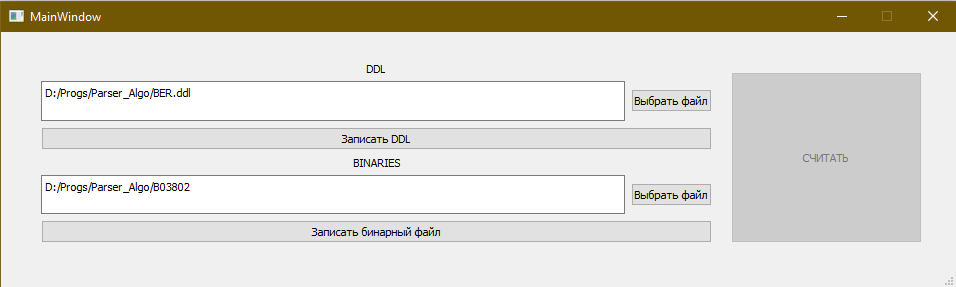 MainWindow
DDL
D:/Progs/Parser_Algo/BER.ddl
Выбрать файл
Записать DDL
BINARIES
D:/Progs/Parser_Algo/B03802
Выбрать файл
Записать бинарный файл
СЧИТАТЬ